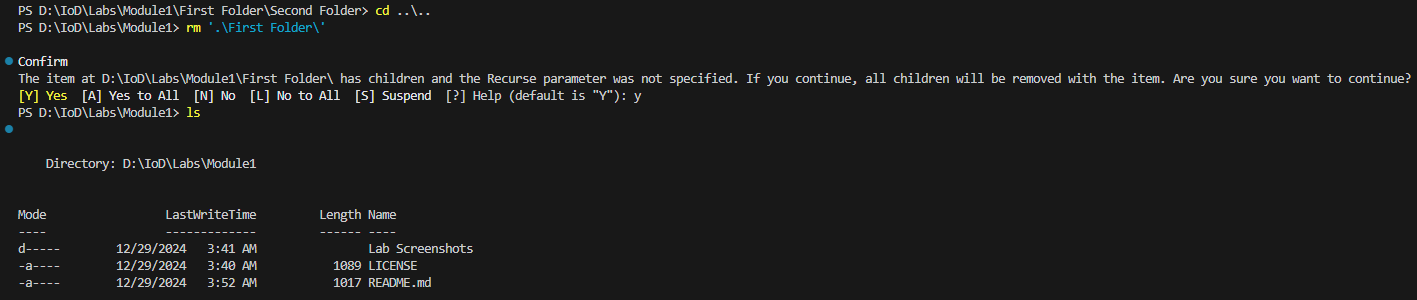 PS D:\IoD\Labs\Module1\First Folder\Second Folder> cd ..\..
PS D:\IoD\Labs\Module1> rm '.\First Folder\'
Confirm
The item at D:\IoD\Labs\Module1\First Folder\ has children and the Recurse parameter was not specified. If you continue, all children will be removed with the item. Are you sure you want to continue?
[Y] Yes  [A] Yes to All  [N] No  [L] No to All  [S] Suspend  [?] Help (default is "Y"): y
PS D:\IoD\Labs\Module1> ls
    Directory: D:\IoD\Labs\Module1
Mode                 LastWriteTime         Length Name
----                 -------------         ------ ----
d-----        12/29/2024   3:41 AM                Lab Screenshots
-a----        12/29/2024   3:40 AM           1089 LICENSE
-a----        12/29/2024   3:52 AM           1017 README.md